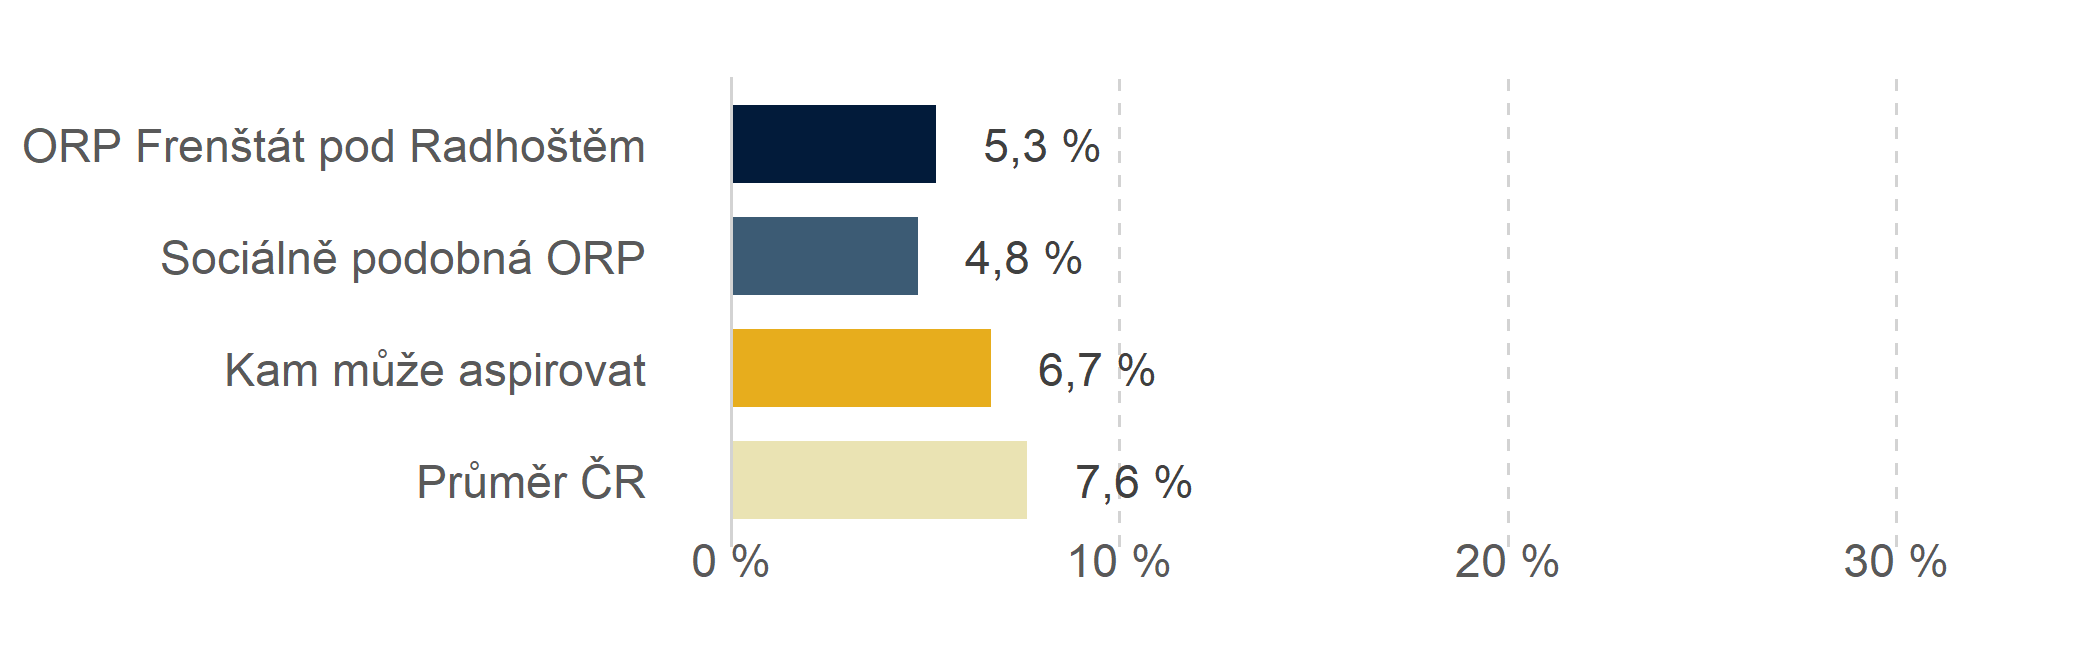 ORP Frenštát pod Radhoštěm
5,3 %
Sociálně podobná ORP
4,8 %
Kam může aspirovat
6,7 %
Průměr ČR
7,6 %
0 %
10 %
20 %
30 %